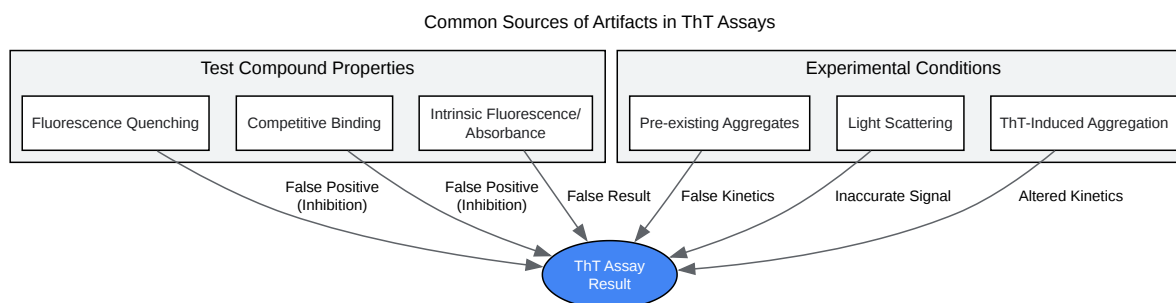 Common Sources of Artifacts in ThT Assays
Test Compound Properties
Experimental Conditions
Fluorescence Quenching
Competitive Binding
Intrinsic Fluorescence/
Absorbance
Pre-existing Aggregates
Light Scattering
ThT-Induced Aggregation
False Positive
(Inhibition)
False Positive
(Inhibition)
False Result
False Kinetics
Inaccurate Signal
Altered Kinetics
ThT Assay
Result